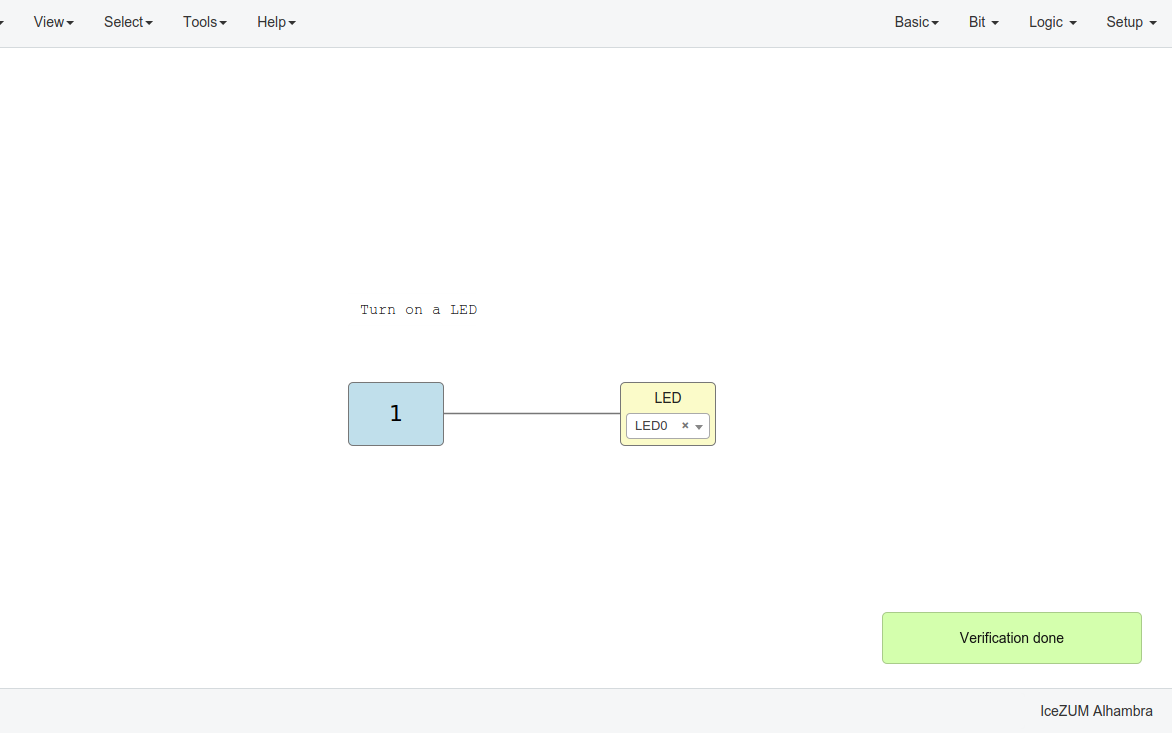 View Select Tools Help Basic Bit Logic Setup
Turn on a LED
1
LED
LED0 ×
Verification done
IceZUM Alhambra